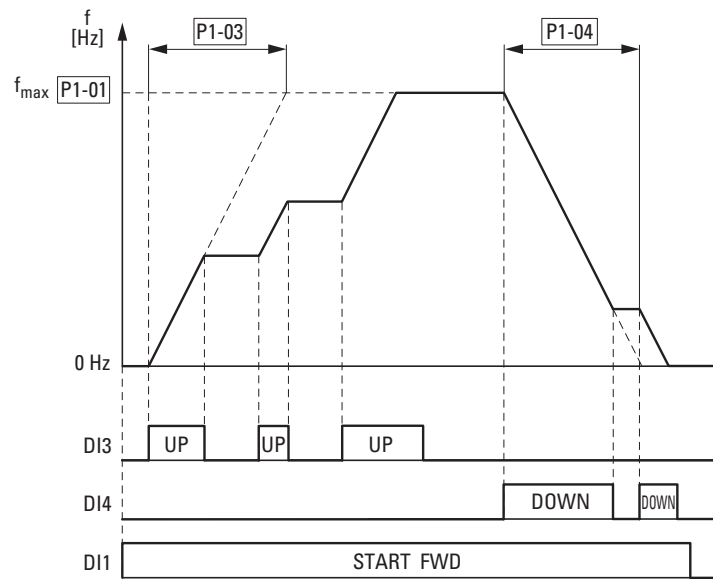 f
[Hz]
P1-03
P1-04
fmax P1-01
0 Hz
DI3
UP
UP
UP
DI4
DOWN
DOWN
DI1
START FWD